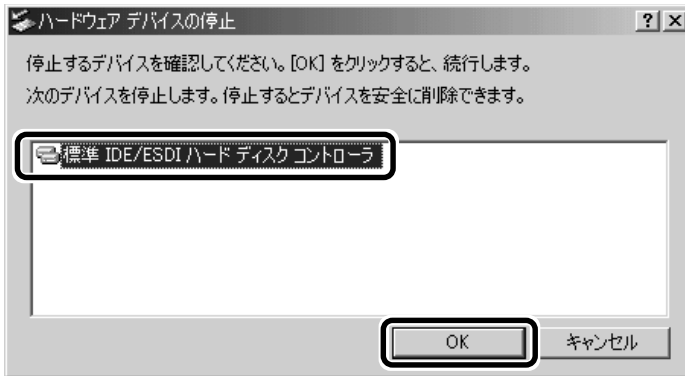 ハードウェア デバイスの停止
停止するデバイスを確認してください。[OK] をクリックすると、続行します。
次のデバイスを停止します。停止するとデバイスを安全に削除できます。
標準 IDE/ESDI ハード ディスク コントローラ
OK キャンセル